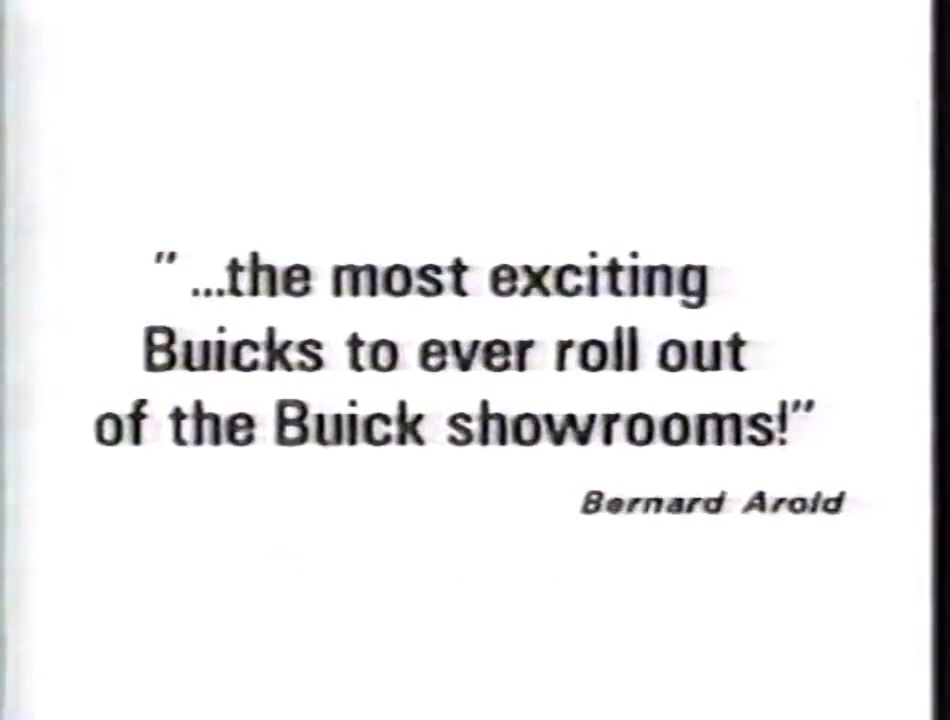 "...the most exciting
Buicks to ever roll out
of the Buick showrooms!"
Bernard Arold